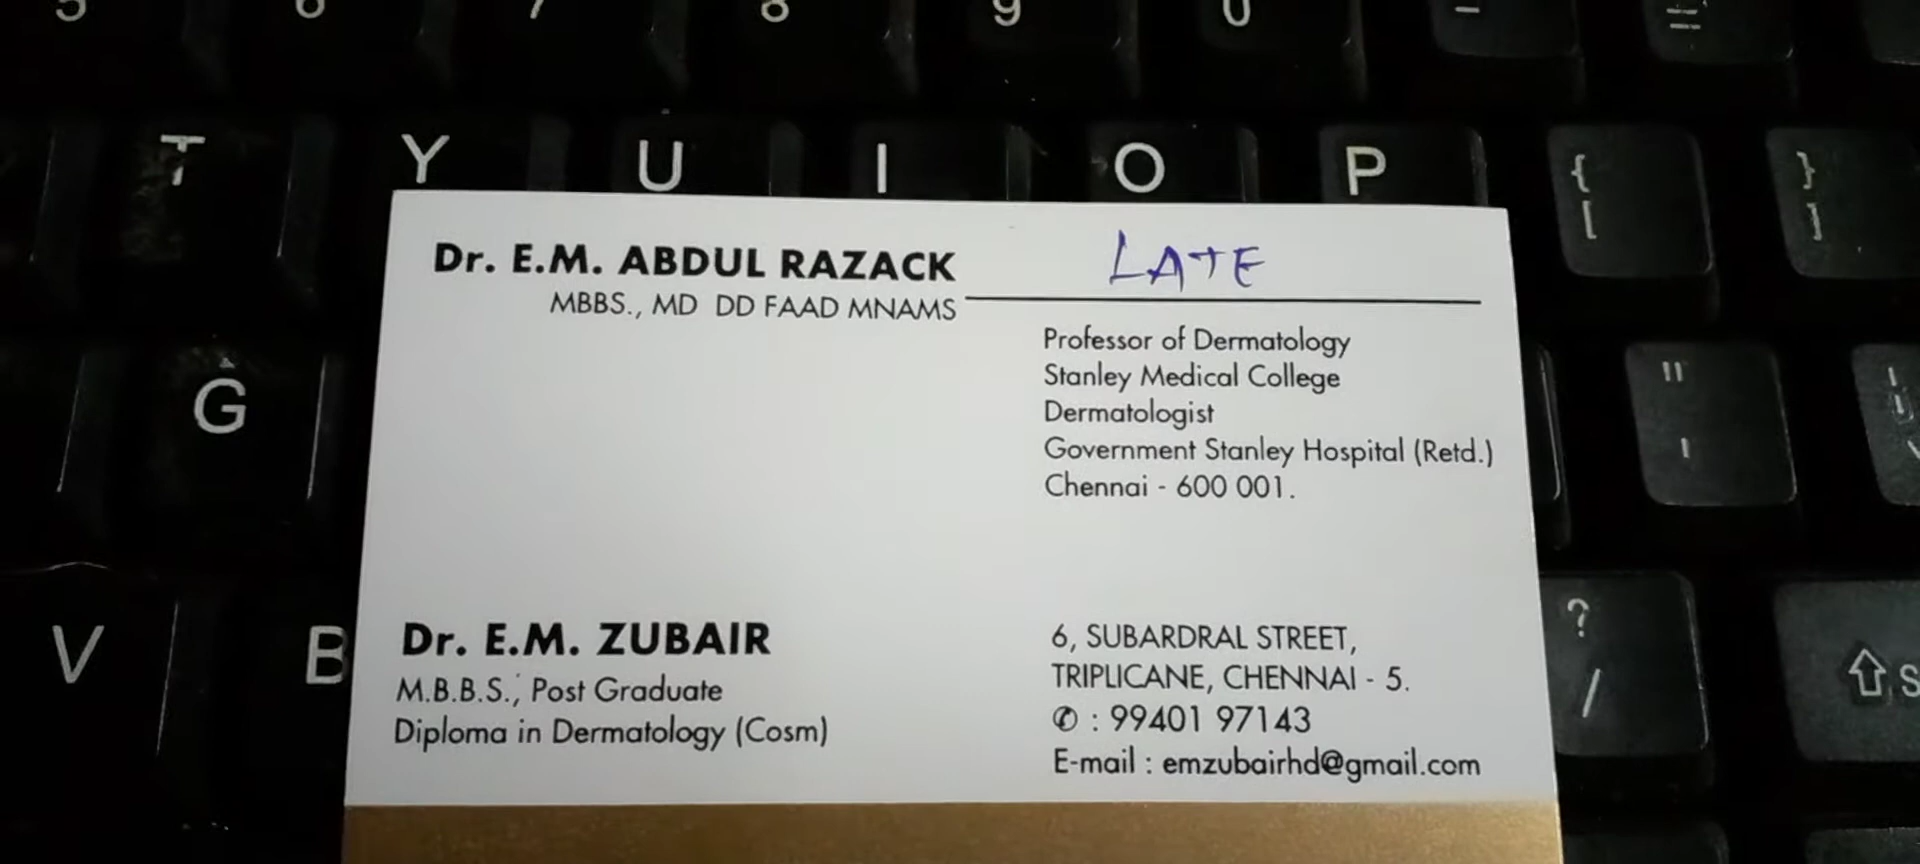 5 6 7 8 9 0 - =
T Y U I O P { [ } ]
Dr. E.M. ABDUL RAZACK
LATE
MBBS., MD DD FAAD MNAMS
Professor of Dermatology
Stanley Medical College
Dermatologist
Government Stanley Hospital (Retd.)
Chennai - 600 001.
G " '
Dr. E.M. ZUBAIR
M.B.B.S., Post Graduate
Diploma in Dermatology (Cosm)
6, SUBARDRAL STREET,
TRIPLICANE, CHENNAI - 5.
✆ : 99401 97143
E-mail : emzubairhd@gmail.com
V B ? / ⇧ S